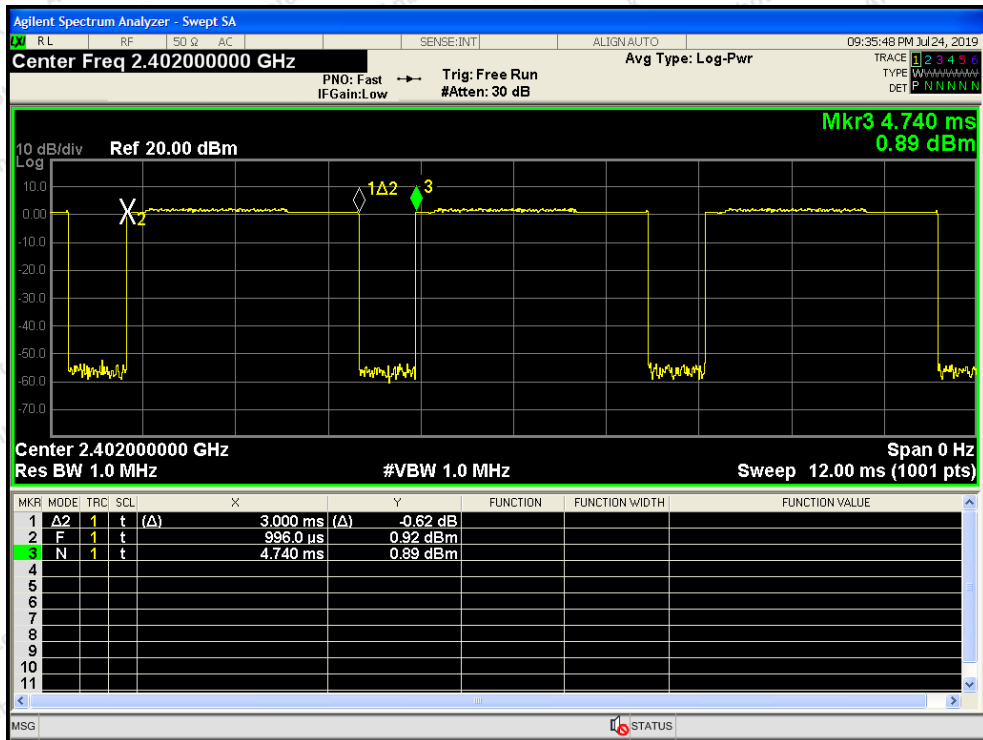 Agilent Spectrum Analyzer - Swept SA
LXI RL RF 50 Ω AC SENSE:INT ALIGN AUTO 09:35:48 PM Jul 24, 2019
Center Freq 2.402000000 GHz Avg Type: Log-Pwr TRACE 1 2 3 4 5 6
PNO: Fast Trig: Free Run TYPE WWWWWW
IFGain:Low #Atten: 30 dB DET P N N N N N
Mkr3 4.740 ms
10 dB/div Ref 20.00 dBm 0.89 dBm
Log
10.0
0.00
-10.0
-20.0
-30.0
-40.0
-50.0
-60.0
-70.0
X2 1Δ2 3
Center 2.402000000 GHz Span 0 Hz
Res BW 1.0 MHz #VBW 1.0 MHz Sweep 12.00 ms (1001 pts)
MKR MODE TRC SCL X Y FUNCTION FUNCTION WIDTH FUNCTION VALUE
1 Δ2 1 t (Δ) 3.000 ms (Δ) -0.62 dB
2 F 1 t 996.0 µs 0.92 dBm
3 N 1 t 4.740 ms 0.89 dBm
4
5
6
7
8
9
10
11
MSG STATUS